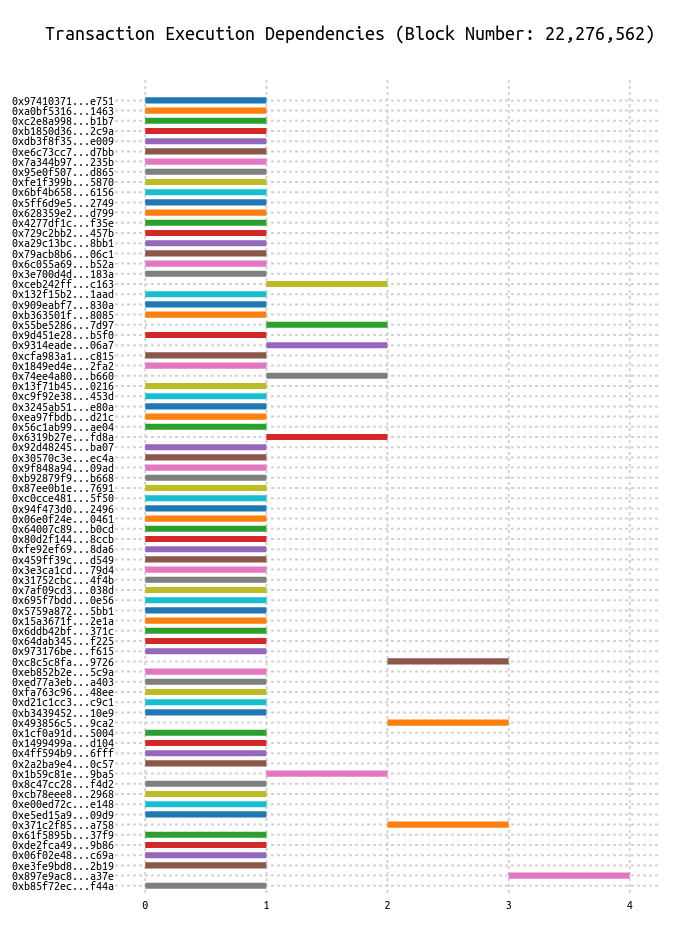 Transaction Execution Dependencies (Block Number: 22,276,562)
0x97410371...e751
0xa0bf5316...1463
0xc2e8a998...b1b7
0xb1850d36...2c9a
0xdb3f8f35...e009
0xe6c73cc7...d7bb
0x7a344b97...235b
0x95e0f507...d865
0xfe1f399b...5870
0x6bf4b658...6156
0x5ff6d9e5...2749
0x628359e2...d799
0x4277df1c...f35e
0x729c2bb2...457b
0xa29c13bc...8bb1
0x79acb8b6...06c1
0x6c055a69...b52a
0x3e700d4d...183a
0xceb242ff...c163
0x132f15b2...1aad
0x909eabf7...830a
0xb363501f...8085
0x55be5286...7d97
0x9d451e28...b5f0
0x9314eade...06a7
0xcfa983a1...c815
0x1849ed4e...2fa2
0x74ee4a80...b660
0x13f71b45...0216
0xc9f92e38...453d
0x3245ab51...e80a
0xea97fbdb...d21c
0x56c1ab99...ae04
0x6319b27e...fd8a
0x92d48245...ba07
0x30570c3e...ec4a
0x9f848a94...09ad
0xb92879f9...b668
0x87ee0b1e...7691
0xc0cce481...5f50
0x94f473d0...2496
0x06e0f24e...0461
0x64007c89...b0cd
0x80d2f144...8ccb
0xfe92ef69...8da6
0x459ff39c...d549
0x3e3ca1cd...79d4
0x31752cbc...4f4b
0x7af09cd3...038d
0x695f7bdd...0e56
0x5759a872...5bb1
0x15a3671f...2e1a
0x6ddb42bf...371c
0x64dab345...f225
0x973176be...f615
0xc8c5c8fa...9726
0xeb852b2e...5c9a
0xed77a3eb...a403
0xfa763c96...48ee
0xd21c1cc3...c9c1
0xb3439452...10e9
0x493856c5...9ca2
0x1cf0a91d...5004
0x1499499a...d104
0x4ff594b9...6fff
0x2a2ba9e4...0c57
0x1b59c81e...9ba5
0x8c47cc28...f4d2
0xcb78eee8...2968
0xe00ed72c...e148
0xe5ed15a9...09d9
0x371c2f85...a758
0x61f5895b...37f9
0xde2fca49...9b86
0x06f02e48...c69a
0xe3fe9bd8...2b19
0x897e9ac8...a37e
0xb85f72ec...f44a
0 1 2 3 4